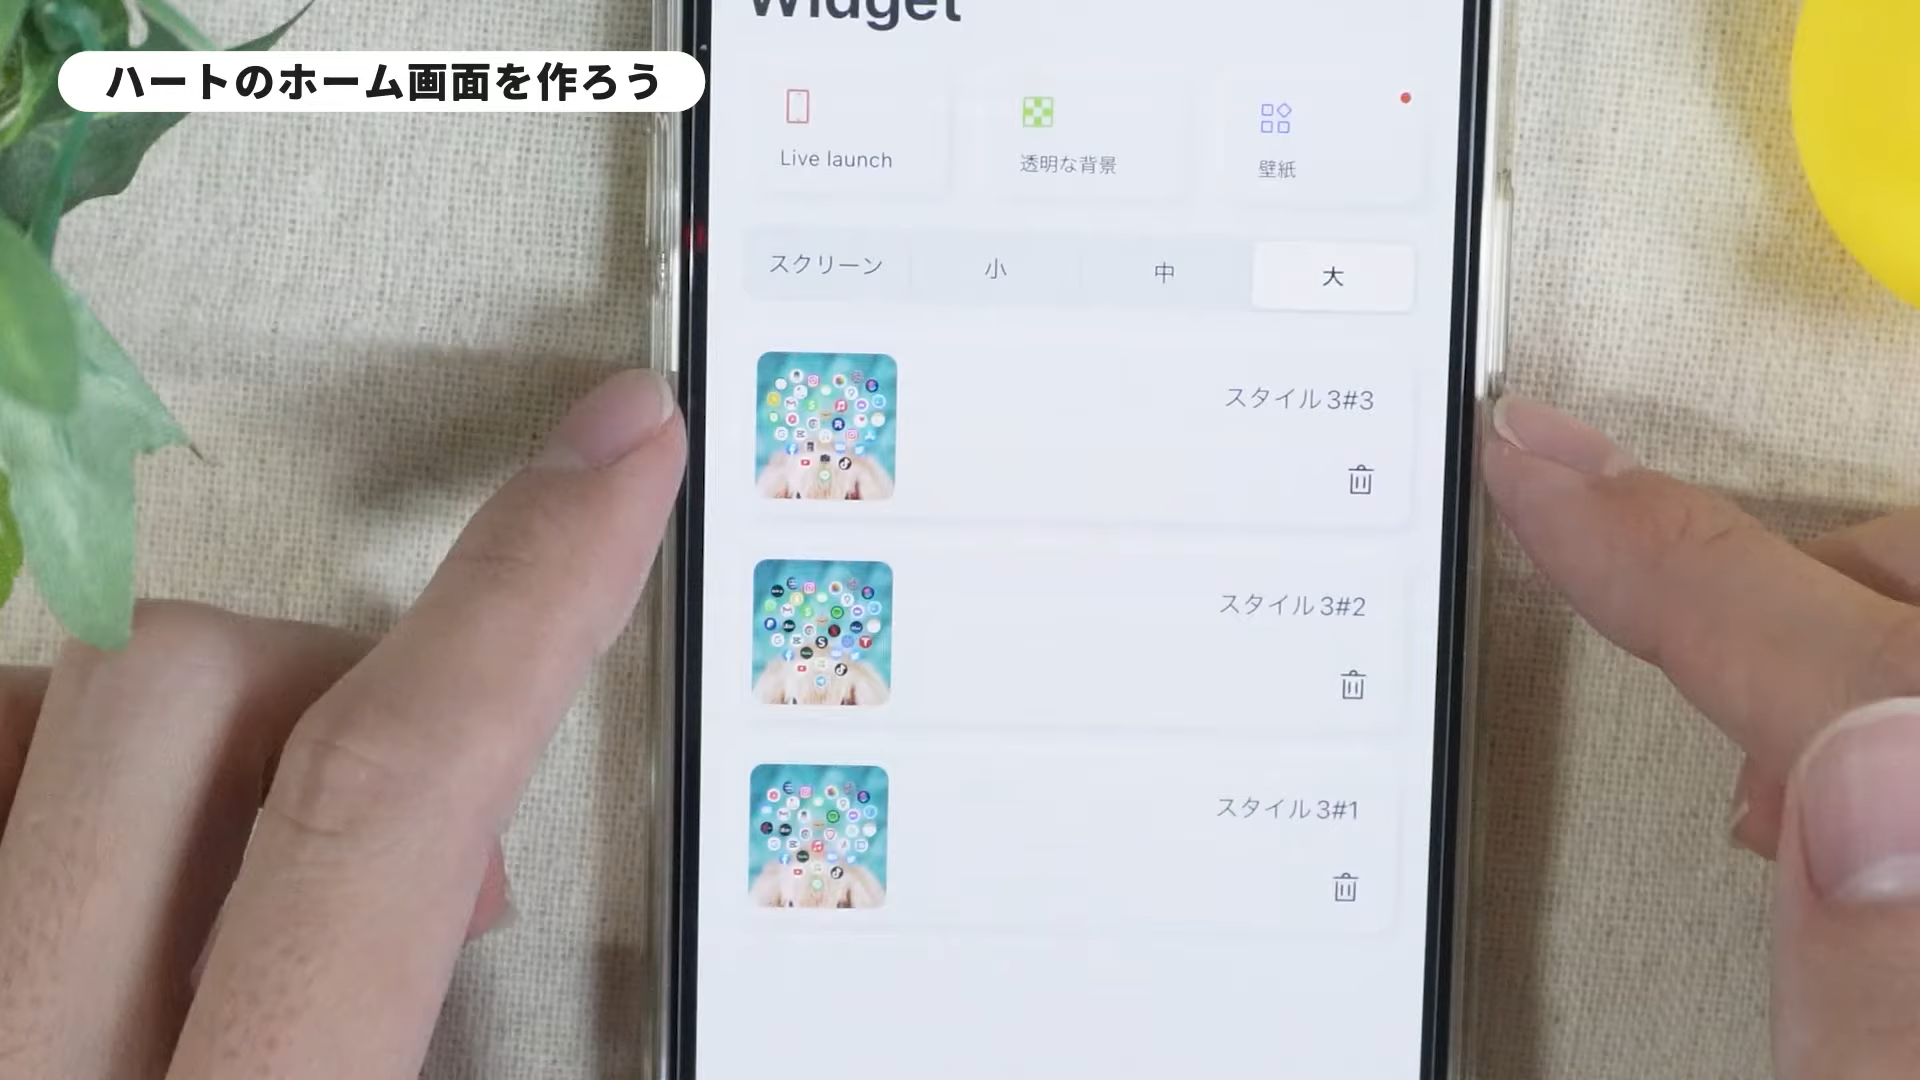 Widget
ハートのホーム画面を作ろう
Live launch
透明な背景
壁紙
スクリーン
小
中
大
スタイル3#3
スタイル3#2
スタイル3#1